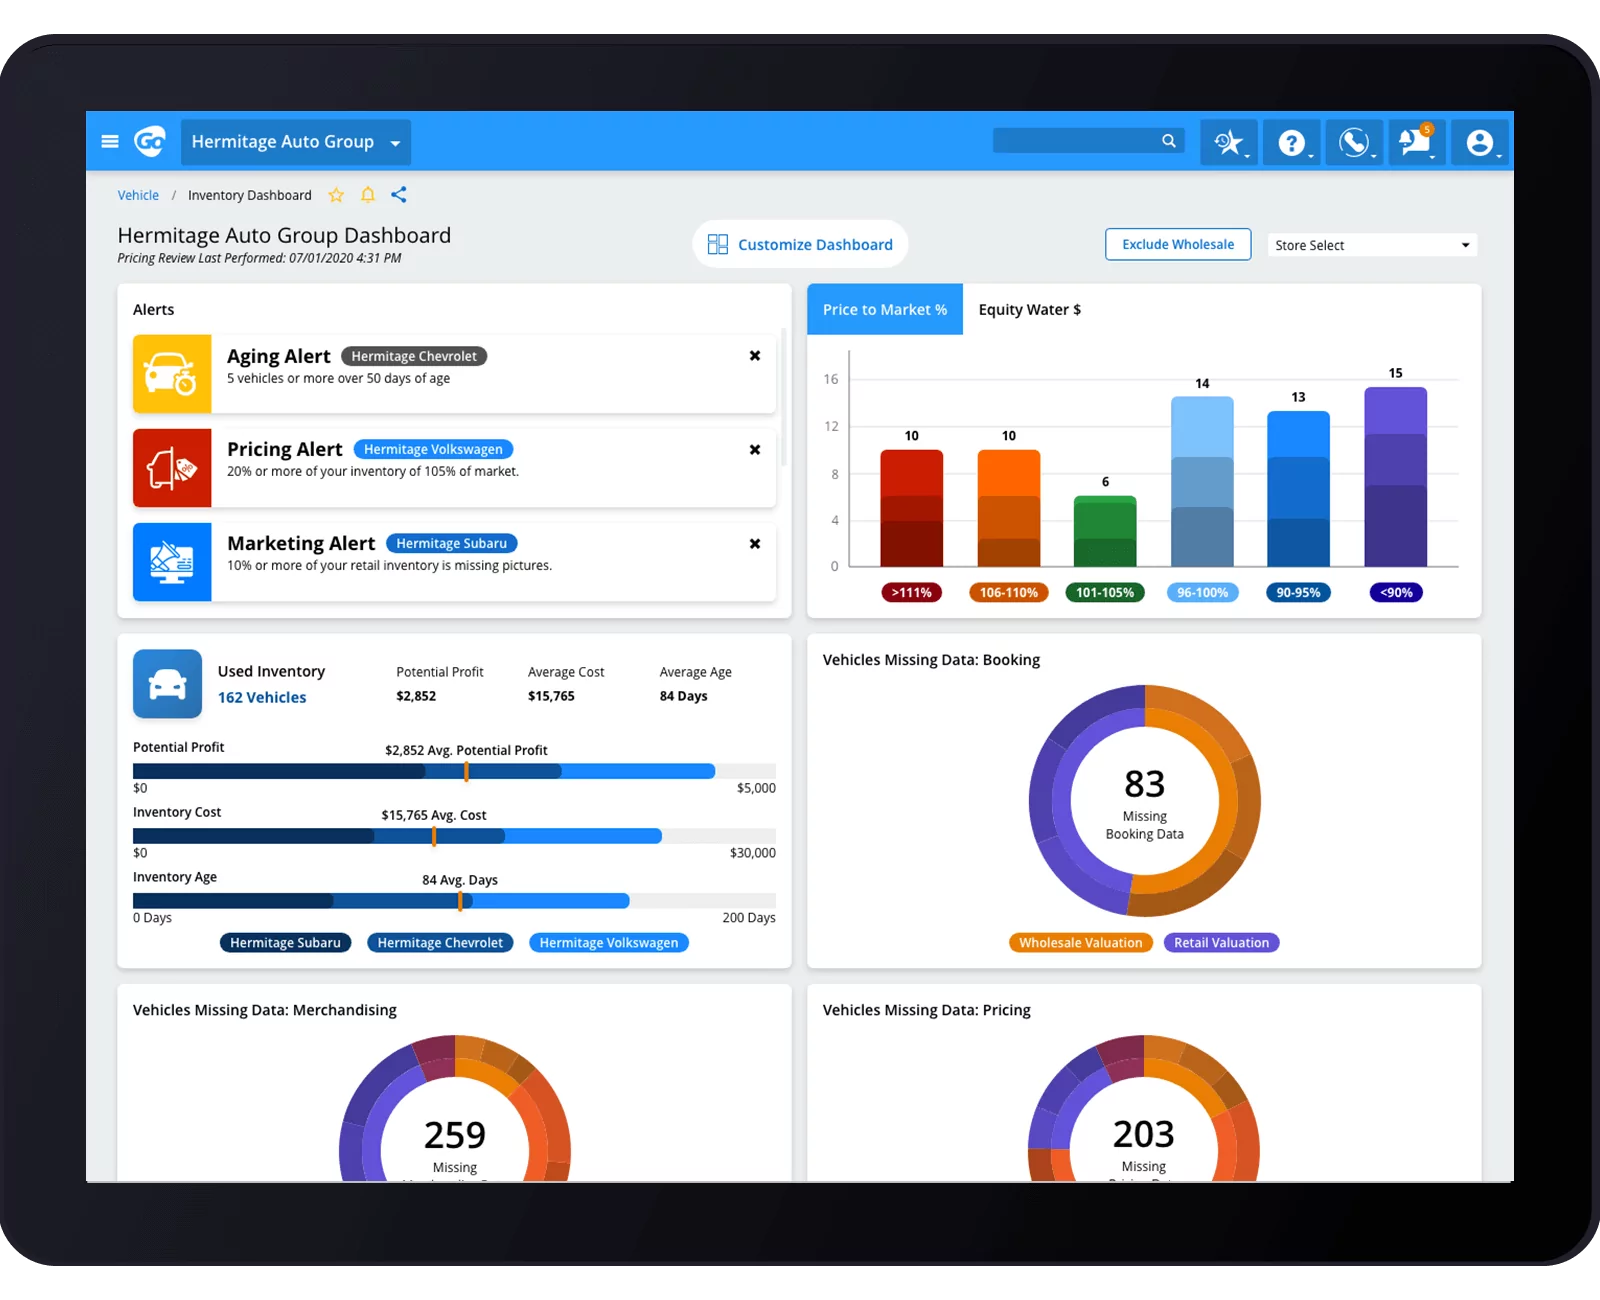 Go
Hermitage Auto Group
5
Vehicle / Inventory Dashboard
Hermitage Auto Group Dashboard
Pricing Review Last Performed: 07/01/2020 4:31 PM
Customize Dashboard
Exclude Wholesale
Store Select
Alerts
Aging Alert Hermitage Chevrolet
5 vehicles or more over 50 days of age
Pricing Alert Hermitage Volkswagen
20% or more of your inventory of 105% of market.
Marketing Alert Hermitage Subaru
10% or more of your retail inventory is missing pictures.
Price to Market % Equity Water $
16
12
8
4
0
10
10
6
14
13
15
>111% 106-110% 101-105% 96-100% 90-95% <90%
Used Inventory
162 Vehicles
Potential Profit
$2,852
Average Cost
$15,765
Average Age
84 Days
Potential Profit
$2,852 Avg. Potential Profit
$0 $5,000
Inventory Cost
$15,765 Avg. Cost
$0 $30,000
Inventory Age
84 Avg. Days
0 Days 200 Days
Hermitage Subaru Hermitage Chevrolet Hermitage Volkswagen
Vehicles Missing Data: Booking
83
Missing
Booking Data
Wholesale Valuation Retail Valuation
Vehicles Missing Data: Merchandising
259
Missing
Vehicles Missing Data: Pricing
203
Missing